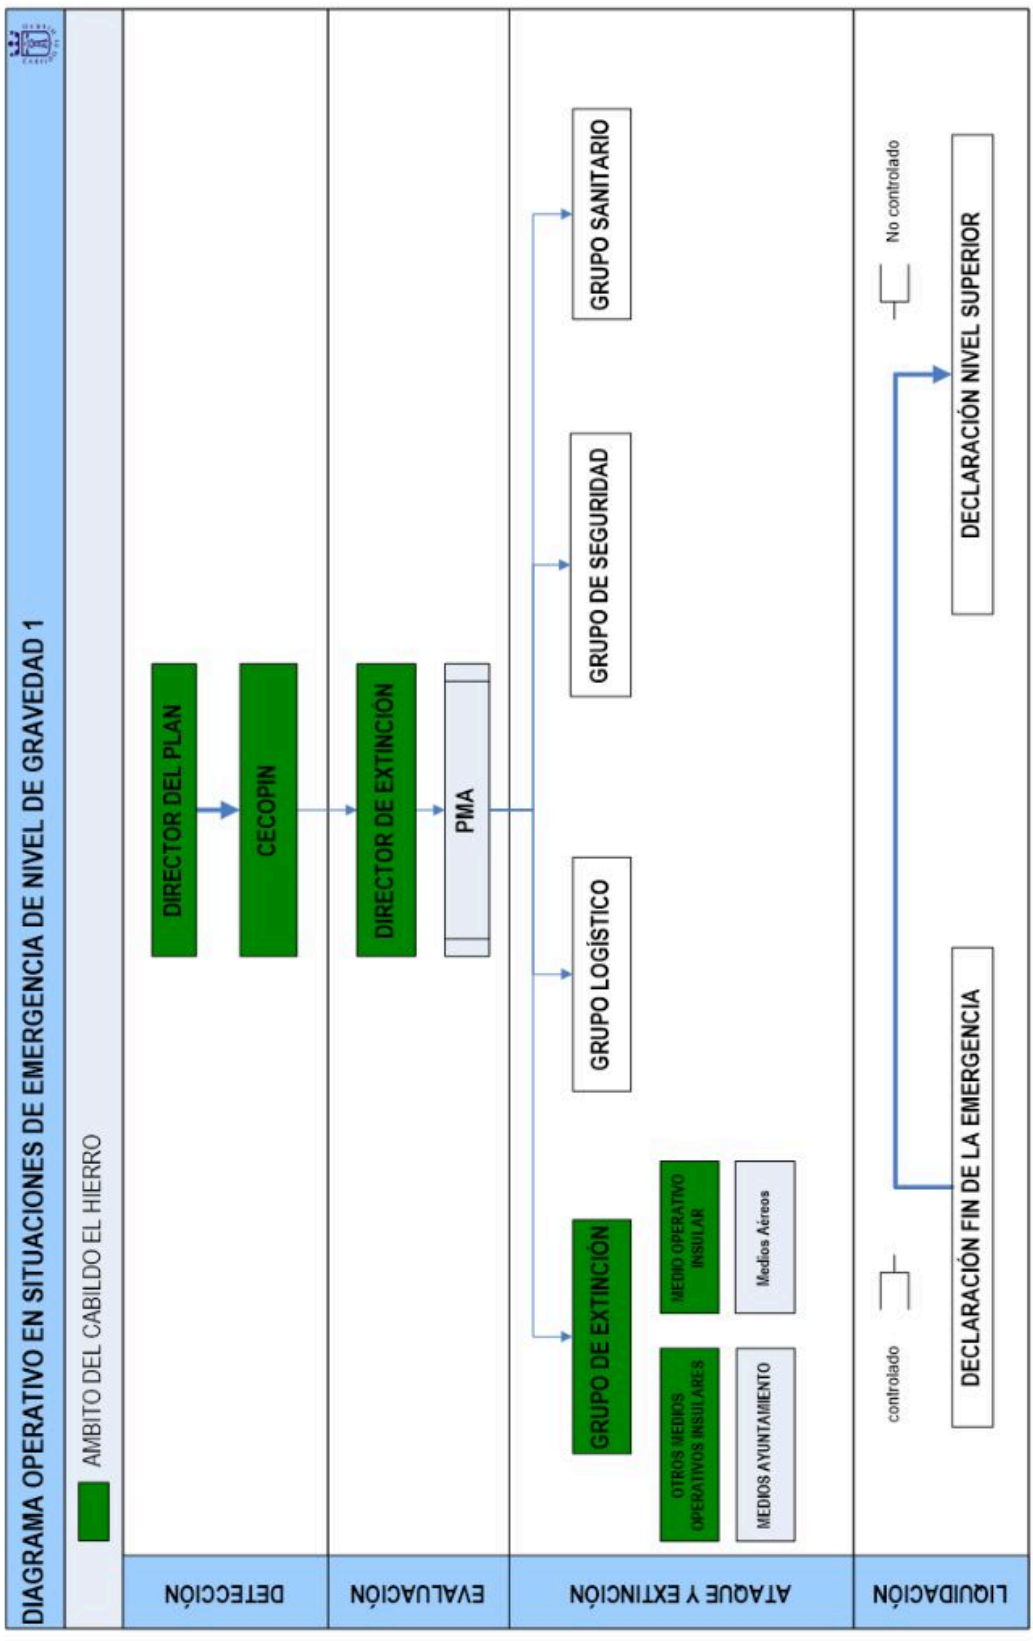 DIAGRAMA OPERATIVO EN SITUACIONES DE EMERGENCIA DE NIVEL DE GRAVEDAD 1
AMBITO DEL CABILDO EL HIERRO
DETECCIÓN
DIRECTOR DEL PLAN
CECOPIN
EVALUACIÓN
DIRECTOR DE EXTINCIÓN
PMA
ATAQUE Y EXTINCIÓN
GRUPO DE EXTINCIÓN
GRUPO LOGÍSTICO
GRUPO DE SEGURIDAD
GRUPO SANITARIO
OTROS MEDIOS
OPERATIVOS INSULARES
MEDIO OPERATIVO
INSULAR
MEDIOS AYUNTAMIENTO
Medios Aéreos
LIQUIDACIÓN
controlado
No controlado
DECLARACIÓN FIN DE LA EMERGENCIA
DECLARACIÓN NIVEL SUPERIOR